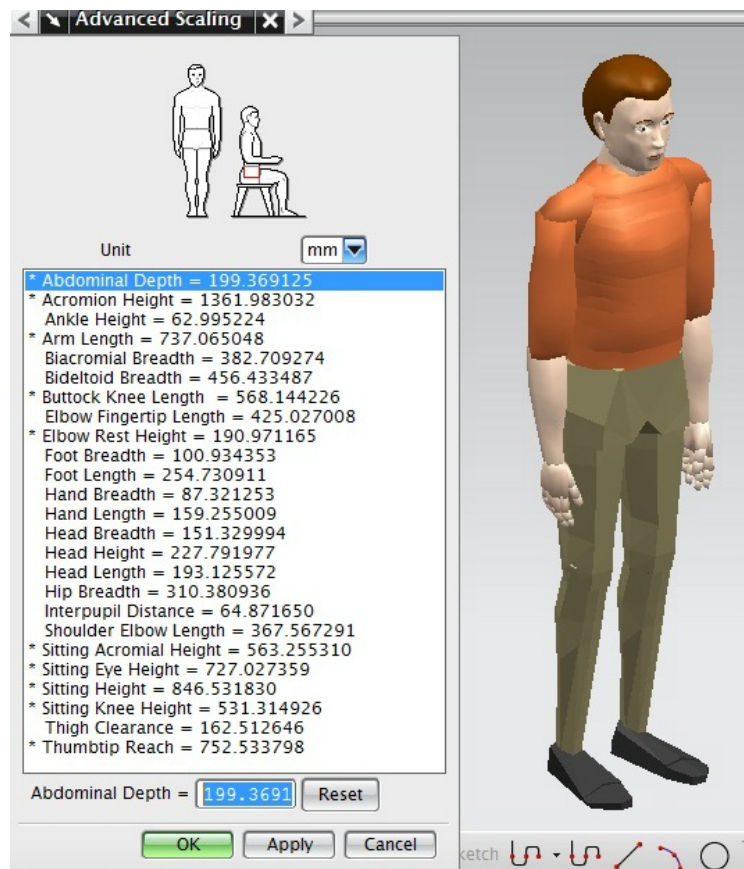 Advanced Scaling
Unit
mm
* Abdominal Depth = 199.369125
* Acromion Height = 1361.983032
Ankle Height = 62.995224
* Arm Length = 737.065048
Biacromial Breadth = 382.709274
Bideltoid Breadth = 456.433487
* Buttock Knee Length = 568.144226
Elbow Fingertip Length = 425.027008
* Elbow Rest Height = 190.971165
Foot Breadth = 100.934353
Foot Length = 254.730911
Hand Breadth = 87.321253
Hand Length = 159.255009
Head Breadth = 151.329994
Head Height = 227.791977
Head Length = 193.125572
Hip Breadth = 310.380936
Interpupil Distance = 64.871650
Shoulder Elbow Length = 367.567291
* Sitting Acromial Height = 563.255310
* Sitting Eye Height = 727.027359
* Sitting Height = 846.531830
* Sitting Knee Height = 531.314926
Thigh Clearance = 162.512646
* Thumbtip Reach = 752.533798
Abdominal Depth = 199.3691 Reset
OK Apply Cancel
ketch